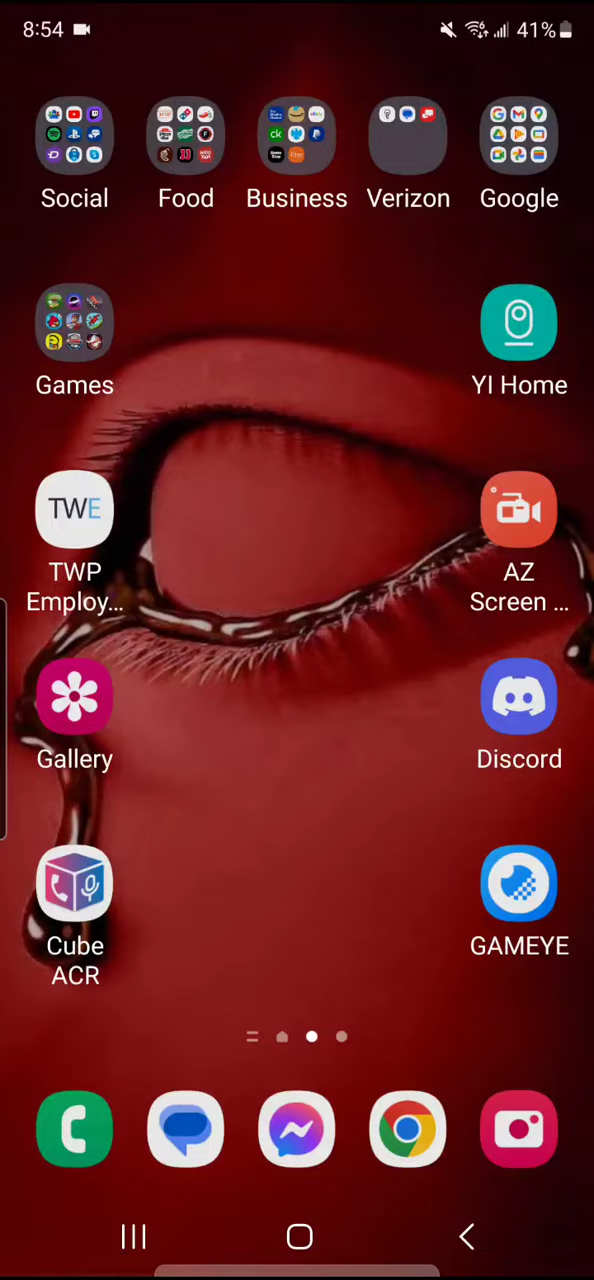 8:54
41%
Social
Food
Business
Verizon
Google
Games
YI Home
TWE
TWP
Employ...
AZ
Screen ...
Gallery
Discord
Cube
ACR
GAMEYE